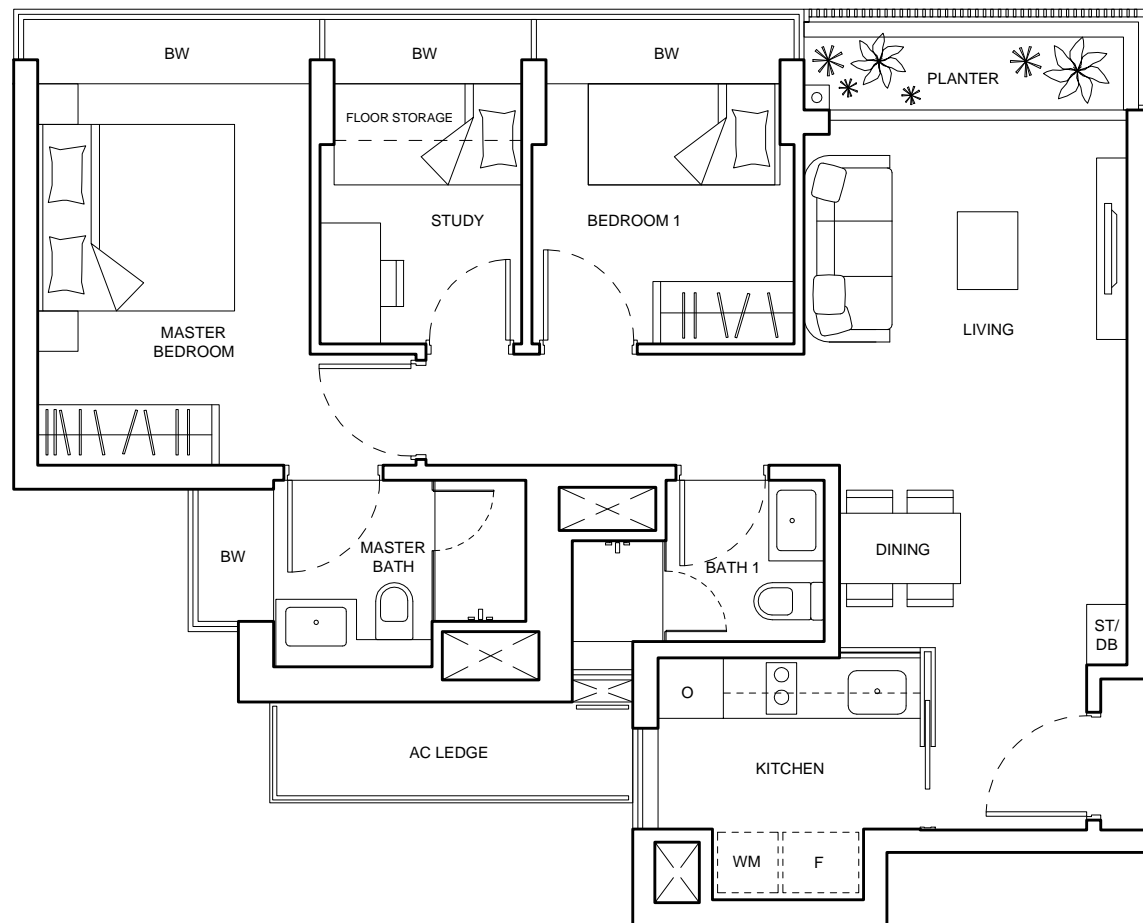 BW
BW
BW
PLANTER
FLOOR STORAGE
STUDY
BEDROOM 1
MASTER
BEDROOM
LIVING
BW
MASTER
BATH
BATH 1
DINING
ST/
DB
O
AC LEDGE
KITCHEN
WM
F